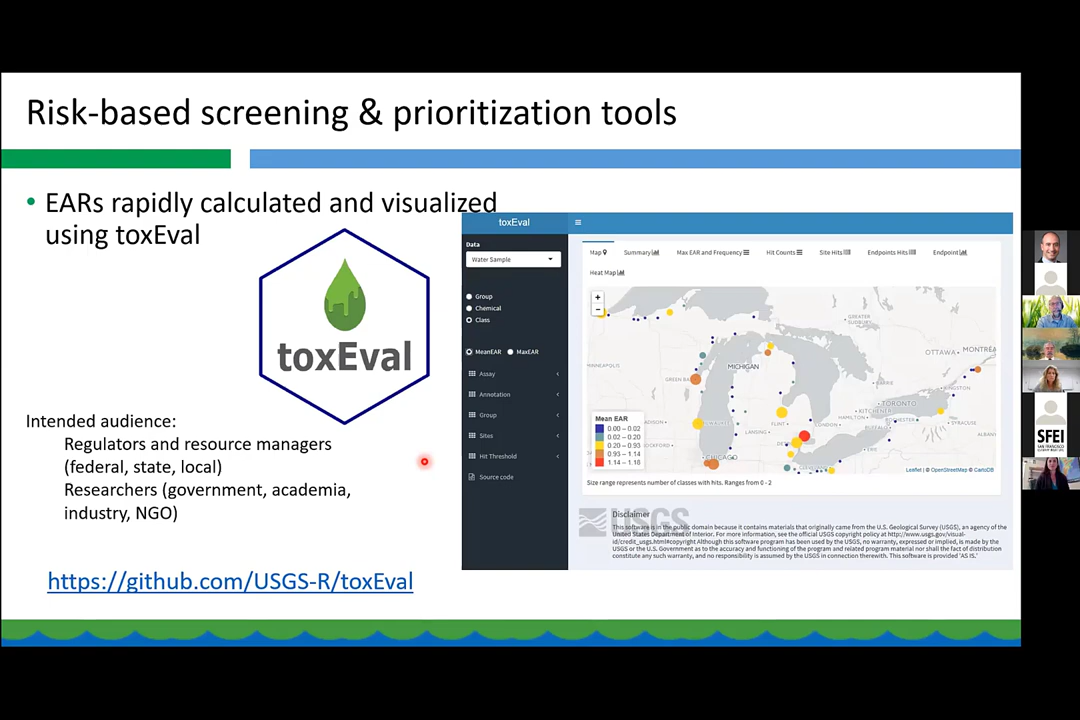 Risk-based screening & prioritization tools
• EARs rapidly calculated and visualized
using toxEval
toxEval
Intended audience:
Regulators and resource managers
(federal, state, local)
Researchers (government, academia,
industry, NGO)
https://github.com/USGS-R/toxEval
toxEval
Data
Water Sample
Group
Chemical
Class
MeanEAR
MaxEAR
Assay
Annotation
Group
Sites
Hit Threshold
Source code
Map
Summary
Max EAR and Frequency
Hit Counts
Site Hits
Endpoints Hits
Endpoint
Heat Map
+
−
GREATER
SUDBURY
OTTAWA
MONTRÉA
MICHIGAN
GREEN BA
BARRIE
KINGSTON
TORONTO
KITCHENER
HAMILTON
ROCHESTER
SYRACUSE
ALBANY
FLINT
LANSING
LONDON
CHICAGO
Mean EAR
0.00 – 0.02
0.02 – 0.20
0.20 – 0.93
0.93 – 1.14
1.14 – 1.16
Leaflet | © OpenStreetMap © CartoDB
Size range represents number of classes with hits. Ranges from 0 - 2
USGS
Disclaimer
This software is in the public domain because it contains materials that originally came from the U.S. Geological Survey (USGS), an agency of the
United States Department of Interior. For more information, see the official USGS copyright policy at http://www.usgs.gov/visual-
id/credit_usgs.html#copyright Although this software program has been used by the USGS, no warranty, expressed or implied, is made by the
USGS or the U.S. Government as to the accuracy and functioning of the program and related program material nor shall the fact of distribution
constitute any such warranty, and no responsibility is assumed by the USGS in connection therewith. This software is provided "AS IS."
SFEI